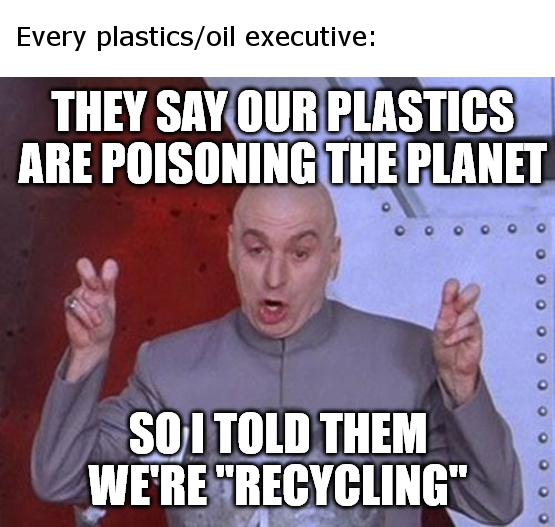 Every plastics/oil executive:
THEY SAY OUR PLASTICS
ARE POISONING THE PLANET
SO I TOLD THEM
WE'RE "RECYCLING"